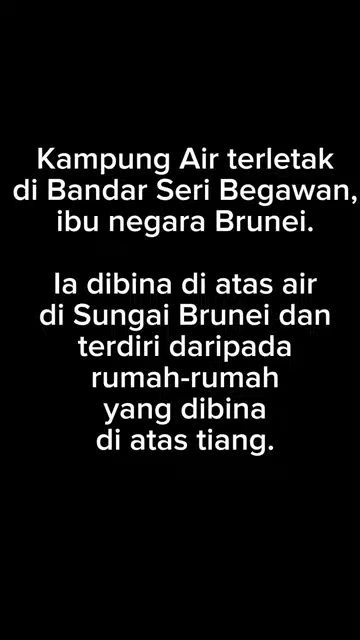 Kampung Air terletak
di Bandar Seri Begawan,
ibu negara Brunei.
Ia dibina di atas air
di Sungai Brunei dan
terdiri daripada
rumah-rumah
yang dibina
di atas tiang.